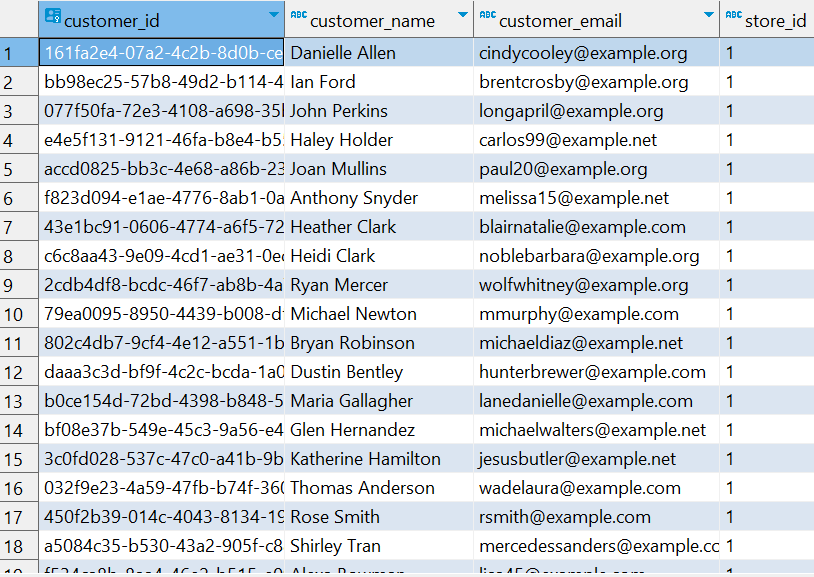 customer_id ABC customer_name ABC customer_email ABC store_id
1 161fa2e4-07a2-4c2b-8d0b-ce Danielle Allen cindycooley@example.org 1
2 bb98ec25-57b8-49d2-b114-4 Ian Ford brentcrosby@example.org 1
3 077f50fa-72e3-4108-a698-35 John Perkins longapril@example.org 1
4 e4e5f131-9121-46fa-b8e4-b5 Haley Holder carlos99@example.net 1
5 accd0825-bb3c-4e68-a86b-23 Joan Mullins paul20@example.org 1
6 f823d094-e1ae-4776-8ab1-0a Anthony Snyder melissa15@example.net 1
7 43e1bc91-0606-4774-a6f5-72 Heather Clark blairnatalie@example.com 1
8 c6c8aa43-9e09-4cd1-ae31-0e Heidi Clark noblebarbara@example.org 1
9 2cdb4df8-bcdc-46f7-ab8b-4a Ryan Mercer wolfwhitney@example.org 1
10 79ea0095-8950-4439-b008-d Michael Newton mmurphy@example.com 1
11 802c4db7-9cf4-4e12-a551-1b Bryan Robinson michaeldiaz@example.net 1
12 daaa3c3d-bf9f-4c2c-bcda-1a0 Dustin Bentley hunterbrewer@example.com 1
13 b0ce154d-72bd-4398-b848-5 Maria Gallagher lanedanielle@example.com 1
14 bf08e37b-549e-45c3-9a56-e4 Glen Hernandez michaelwalters@example.net 1
15 3c0fd028-537c-47c0-a41b-9b Katherine Hamilton jesusbutler@example.net 1
16 032f9e23-4a59-47fb-b74f-360 Thomas Anderson wadelaura@example.com 1
17 450f2b39-014c-4043-8134-19 Rose Smith rsmith@example.com 1
18 a5084c35-b530-43a2-905f-c8 Shirley Tran mercedessanders@example.co 1